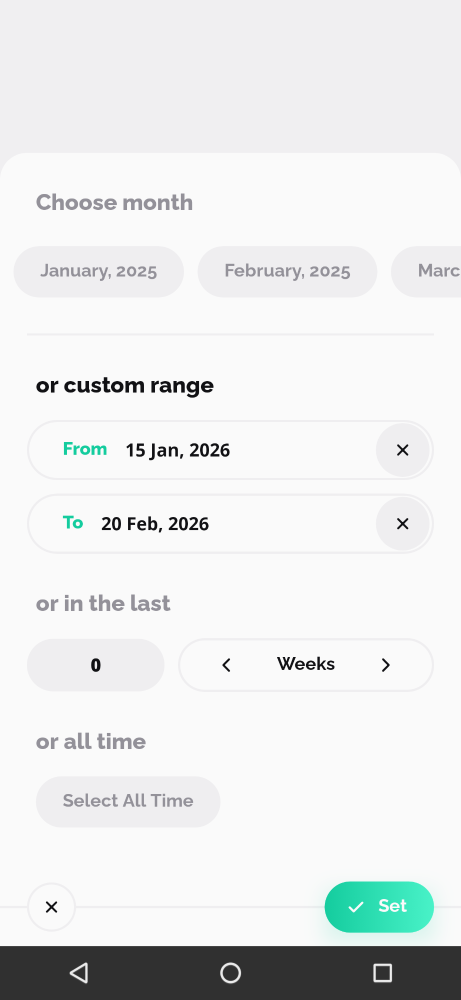 Choose month
January, 2025
February, 2025
Marc
or custom range
From 15 Jan, 2026
To 20 Feb, 2026
or in the last
0
Weeks
or all time
Select All Time
Set